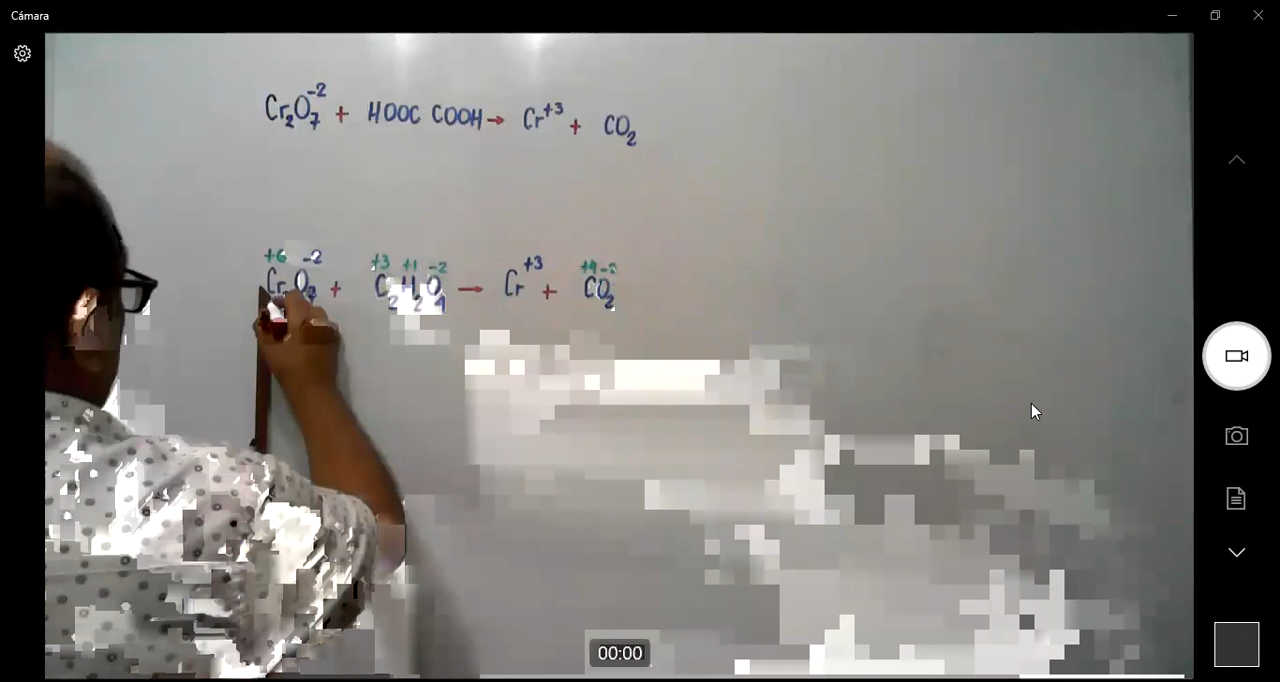 Cámara
Cr₂O₇⁻² + HOOC COOH → Cr⁺³ + CO₂
+6 -2 +3 +1 -2 +3 +4 -2
Cr₂O₇ + C₂H₂O₄ → Cr + CO₂
00:00